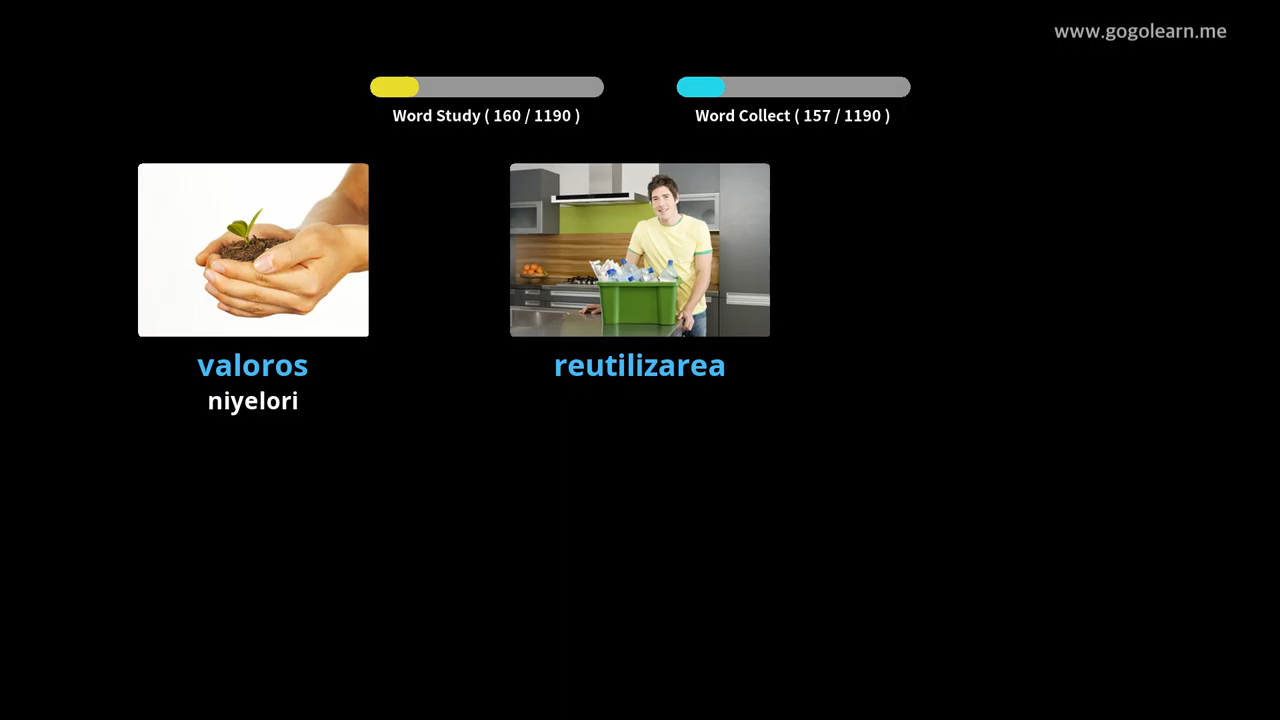 www.gogolearn.me
Word Study ( 160 / 1190 )
Word Collect ( 157 / 1190 )
valoros
niyelori
reutilizarea